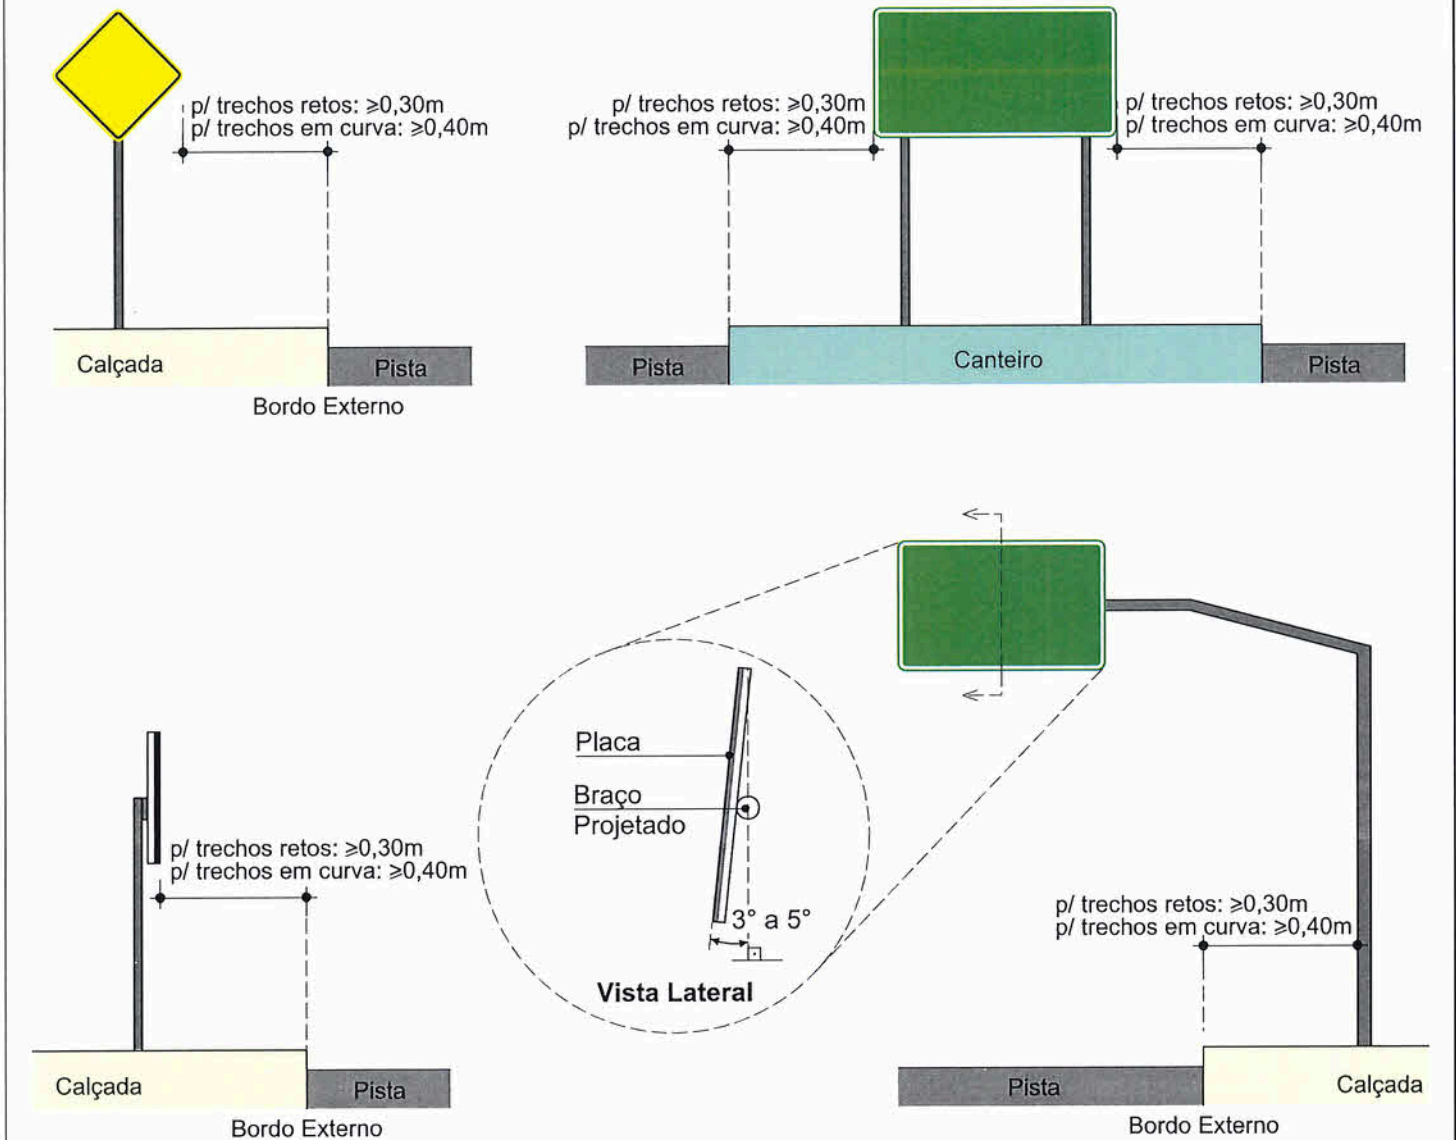 p/ trechos retos: ≥0,30m
p/ trechos em curva: ≥0,40m
Calçada
Pista
Bordo Externo
p/ trechos retos: ≥0,30m
p/ trechos em curva: ≥0,40m
p/ trechos retos: ≥0,30m
p/ trechos em curva: ≥0,40m
Pista
Canteiro
Pista
p/ trechos retos: ≥0,30m
p/ trechos em curva: ≥0,40m
Calçada
Pista
Bordo Externo
Placa
Braço
Projetado
3° a 5°
Vista Lateral
p/ trechos retos: ≥0,30m
p/ trechos em curva: ≥0,40m
Pista
Calçada
Bordo Externo